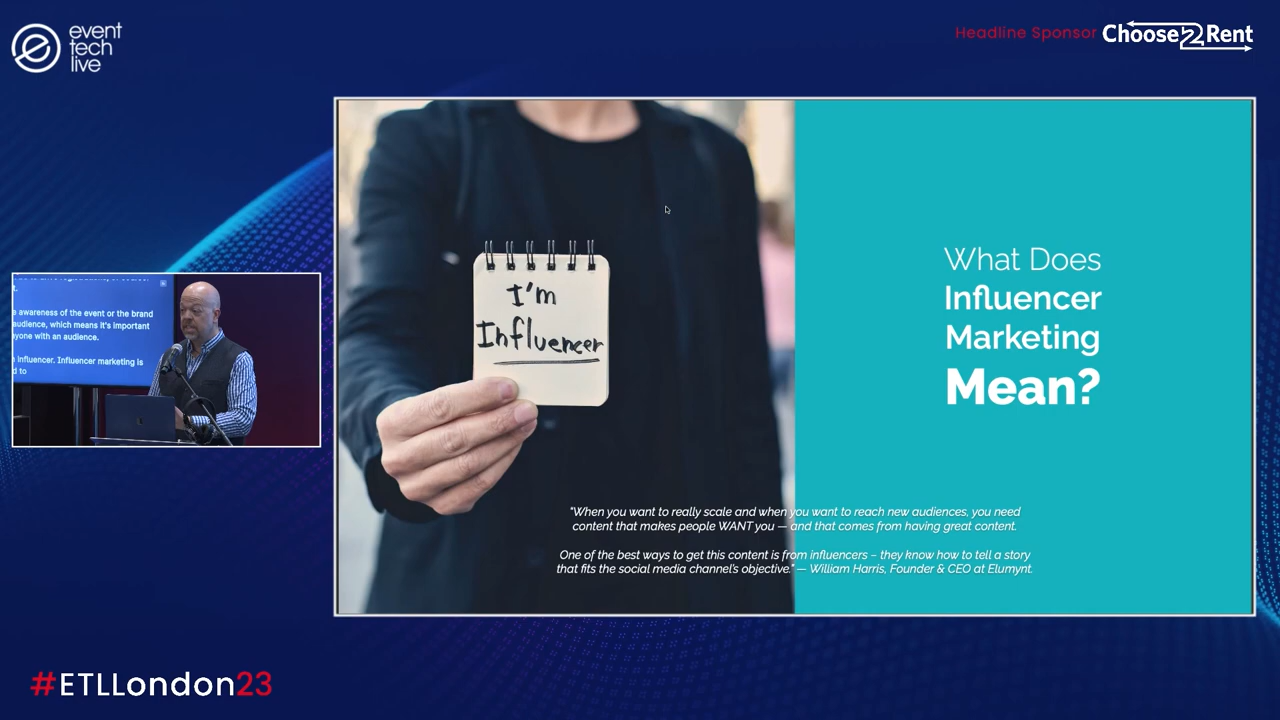 event
tech
live
Headline Sponsor Choose2Rent
e awareness of the event or the brand
audience, which means it's important
yone with an audience.
influencer. Influencer marketing is
d to
I'm
Influencer
What Does
Influencer
Marketing
Mean?
"When you want to really scale and when you want to reach new audiences, you need
content that makes people WANT you — and that comes from having great content.
One of the best ways to get this content is from influencers – they know how to tell a story
that fits the social media channel's objective." — William Harris, Founder & CEO at Elumynt.
#ETLLondon23